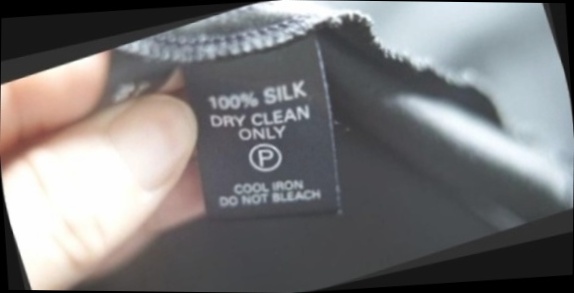 100% SILK
DRY CLEAN
ONLY
P
COOL IRON
DO NOT BLEACH